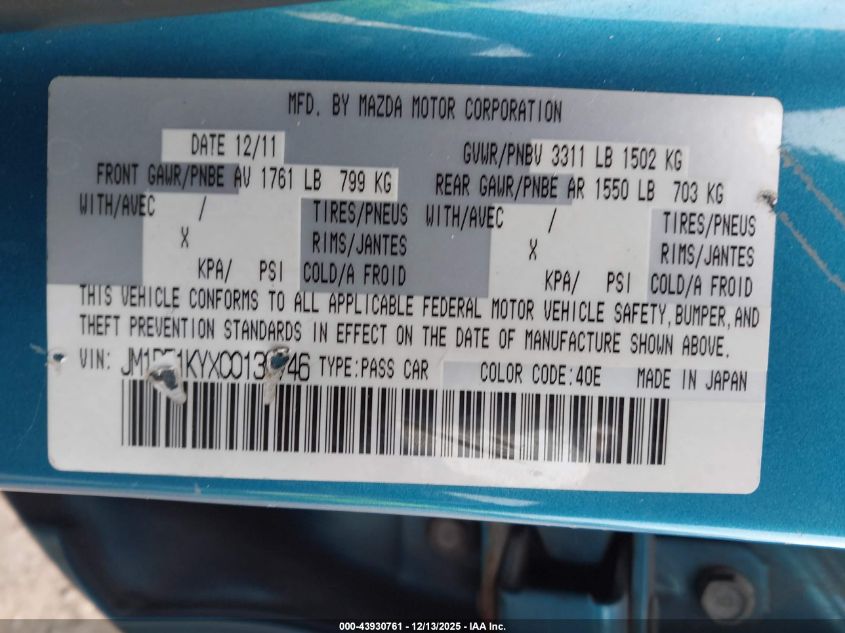 MFD. BY MAZDA MOTOR CORPORATION
DATE 12/11
GVWR/PNBV 3311 LB 1502 KG
FRONT GAWR/PNBE AV 1761 LB 799 KG
REAR GAWR/PNBE AR 1550 LB 703 KG
WITH/AVEC / TIRES/PNEUS WITH/AVEC / TIRES/PNEUS
X RIMS/JANTES X RIMS/JANTES
KPA/ PSI COLD/A FROID KPA/ PSI COLD/A FROID
THIS VEHICLE CONFORMS TO ALL APPLICABLE FEDERAL MOTOR VEHICLE SAFETY, BUMPER, AND
THEFT PREVENTION STANDARDS IN EFFECT ON THE DATE OF MANUFACTURE SHOWN ABOVE.
VIN: TYPE:PASS CAR COLOR CODE:40E MADE IN JAPAN
000-43930761 - 12/13/2025 - IAA Inc.